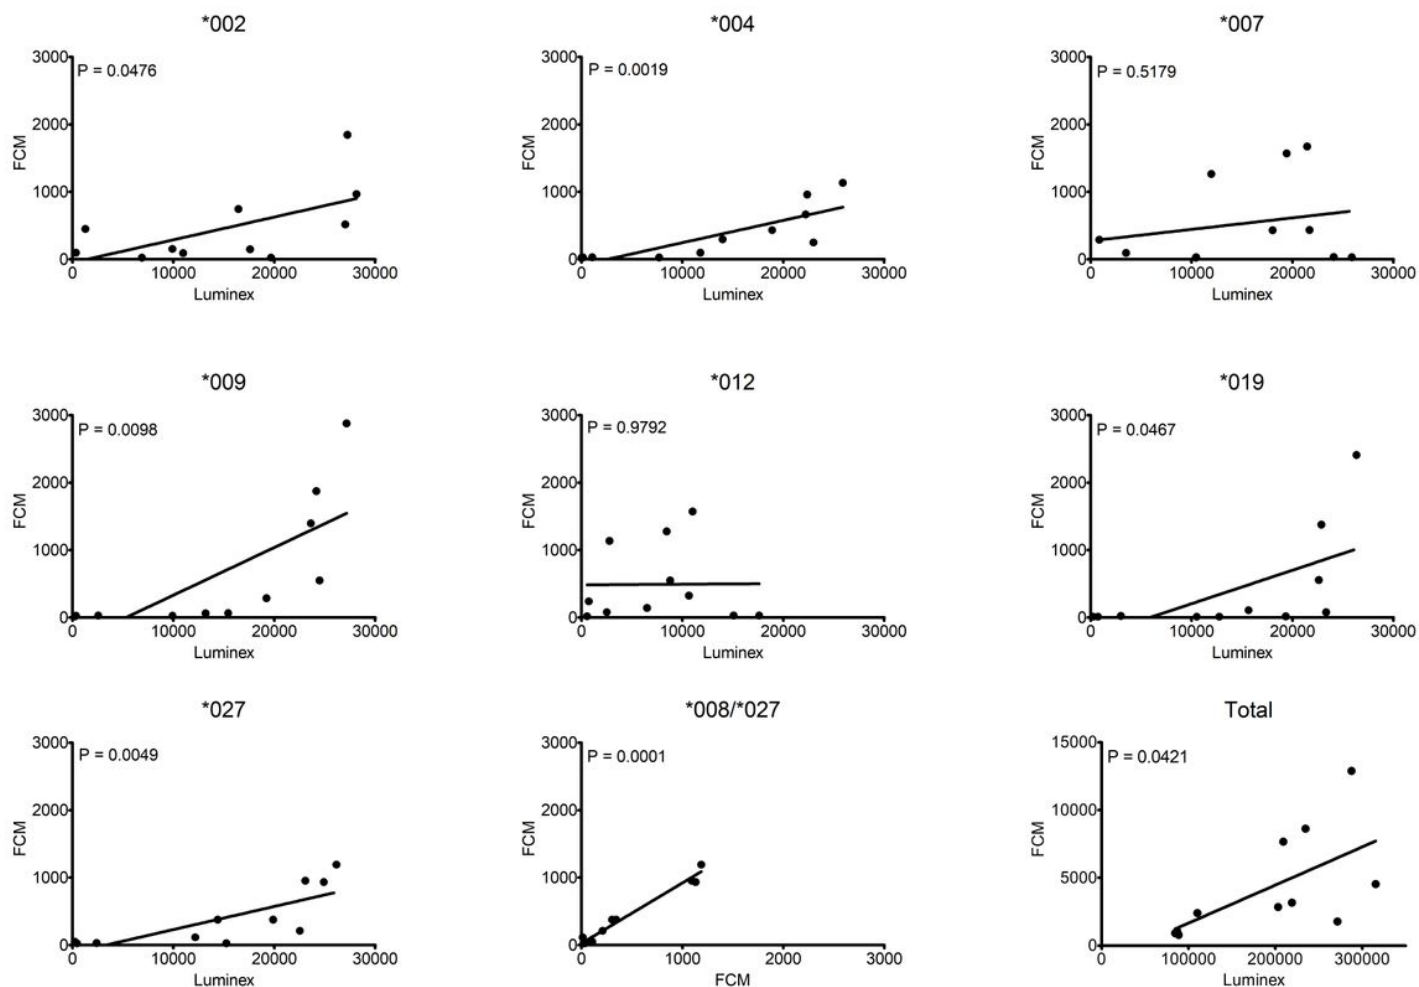 *002
*004
*007
3000
2000
1000
0
P = 0.0476
FCM
0 10000 20000 30000
Luminex
3000
2000
1000
0
P = 0.0019
FCM
0 10000 20000 30000
Luminex
3000
2000
1000
0
P = 0.5179
FCM
0 10000 20000 30000
Luminex
*009
*012
*019
3000
2000
1000
0
P = 0.0098
FCM
0 10000 20000 30000
Luminex
3000
2000
1000
0
P = 0.9792
FCM
0 10000 20000 30000
Luminex
3000
2000
1000
0
P = 0.0467
FCM
0 10000 20000 30000
Luminex
*027
*008/*027
Total
3000
2000
1000
0
P = 0.0049
FCM
0 10000 20000 30000
Luminex
3000
2000
1000
0
P = 0.0001
FCM
0 1000 2000 3000
FCM
15000
10000
5000
0
P = 0.0421
FCM
0 100000 200000 300000
Luminex